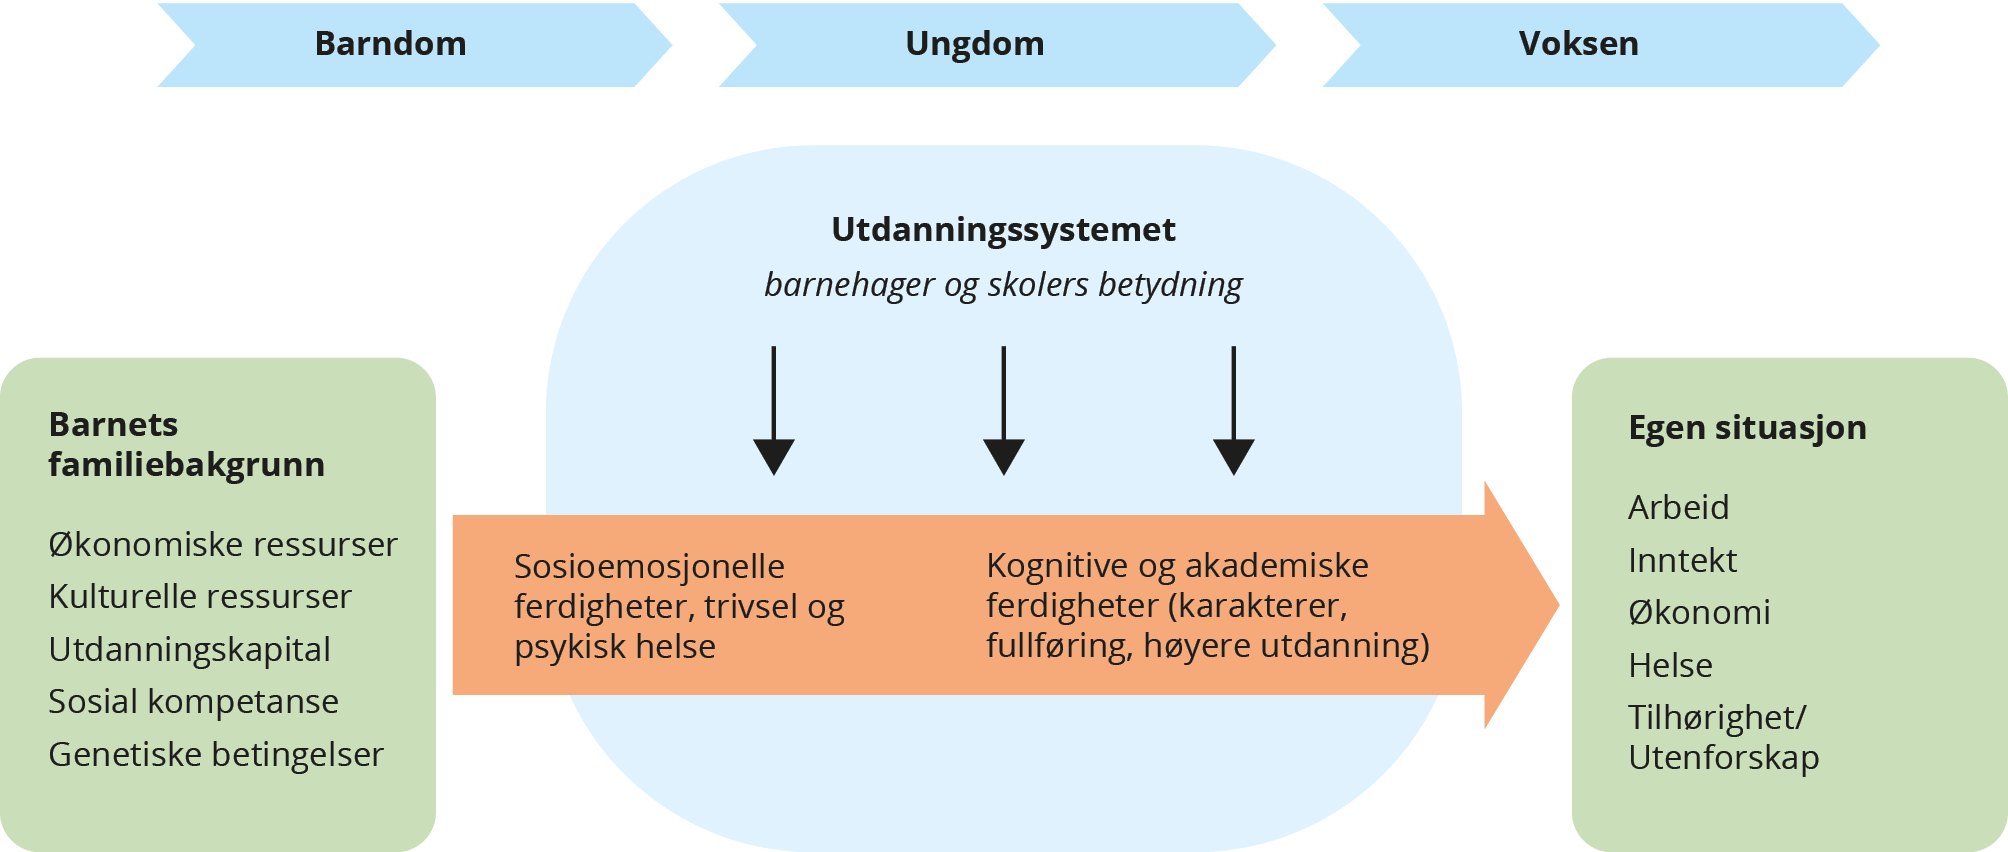 Barndom
Ungdom
Voksen
Utdanningssystemet
barnehager og skolers betydning
Barnets
familiebakgrunn
Økonomiske ressurser
Kulturelle ressurser
Utdanningskapital
Sosial kompetanse
Genetiske betingelser
Sosioemosjonelle
ferdigheter, trivsel og
psykisk helse
Kognitive og akademiske
ferdigheter (karakterer,
fullføring, høyere utdanning)
Egen situasjon
Arbeid
Inntekt
Økonomi
Helse
Tilhørighet/
Utenforskap